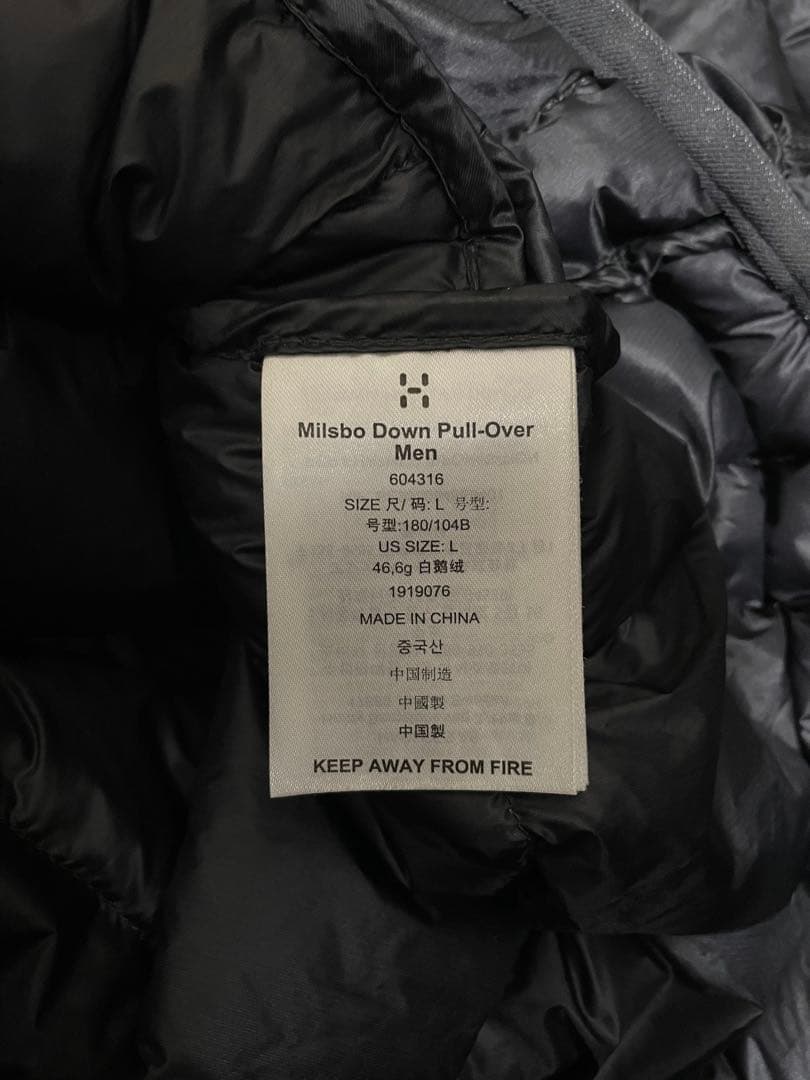 Milsbo Down Pull-Over
Men
604316
SIZE 尺/ 码: L 号型:
号型:180/104B
US SIZE: L
46,6g 白鹅绒
1919076
MADE IN CHINA
중국산
中国制造
中國製
中国製
KEEP AWAY FROM FIRE